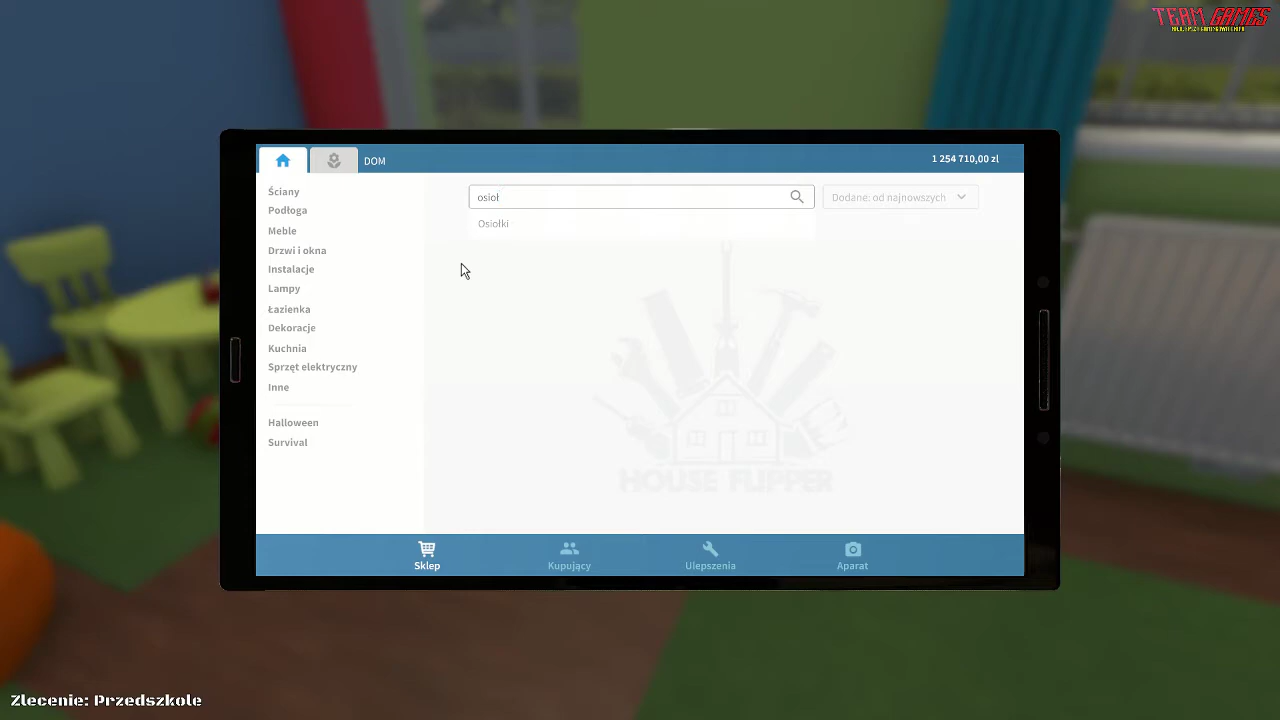 TEAM GAMES
DOM
1 254 710,00 zl
Ściany
Podłoga
Meble
Drzwi i okna
Instalacje
Lampy
Łazienka
Dekoracje
Kuchnia
Sprzęt elektryczny
Inne
Halloween
Survival
osioł
Dodane: od najnowszych
Osiołki
HOUSE FLIPPER
Sklep
Kupujący
Ulepszenia
Aparat
Zlecenie: Przedszkole